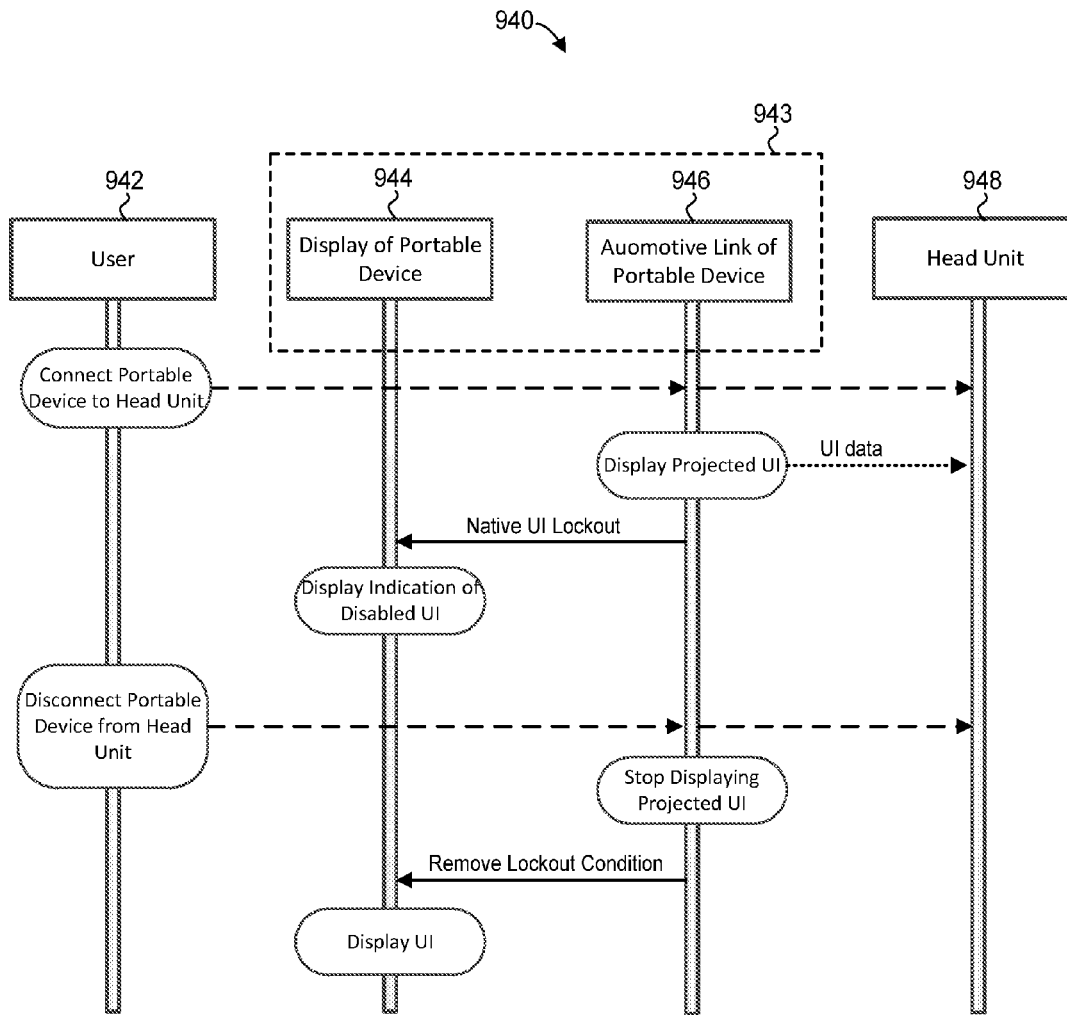 940
943
942
944
946
948
User
Display of Portable
Device
Auomotive Link of
Portable Device
Head Unit
Connect Portable
Device to Head Unit
Display Projected UI
UI data
Native UI Lockout
Display Indication of
Disabled UI
Disconnect Portable
Device from Head
Unit
Stop Displaying
Projected UI
Remove Lockout Condition
Display UI